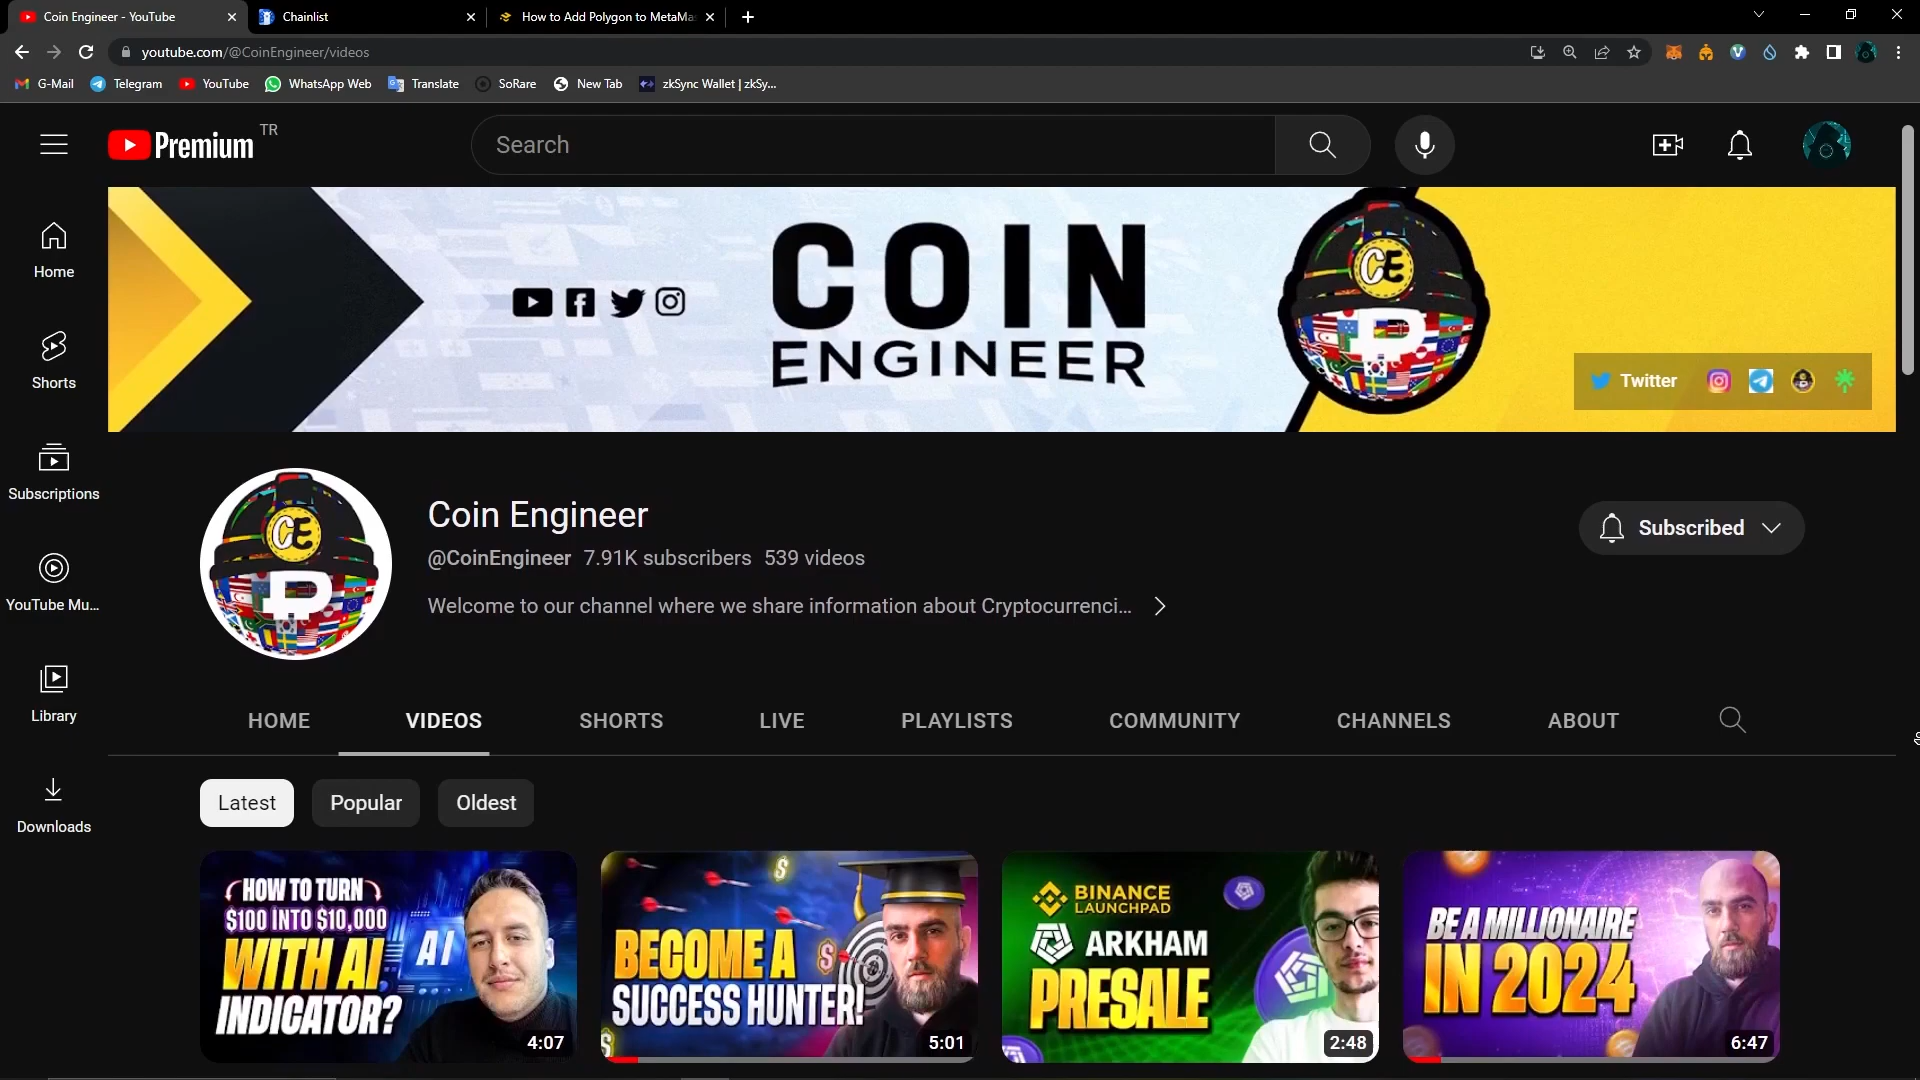 Coin Engineer - YouTube
Chainlist
How to Add Polygon to MetaMas
youtube.com/@CoinEngineer/videos
G-Mail
Telegram
YouTube
WhatsApp Web
Translate
SoRare
New Tab
zkSync Wallet | zkSy...
Premium
TR
Search
COIN
ENGINEER
CE
Twitter
Home
Shorts
Subscriptions
YouTube Mu...
Library
Downloads
CE
Coin Engineer
@CoinEngineer 7.91K subscribers 539 videos
Welcome to our channel where we share information about Cryptocurrenci...
Subscribed
HOME
VIDEOS
SHORTS
LIVE
PLAYLISTS
COMMUNITY
CHANNELS
ABOUT
Latest
Popular
Oldest
HOW TO TURN
$100 INTO $10,000
WITH AI
INDICATOR?
AI
4:07
BECOME A
SUCCESS HUNTER!
5:01
BINANCE
LAUNCHPAD
ARKHAM
PRESALE
2:48
BE A MILLIONAIRE
IN 2024
6:47